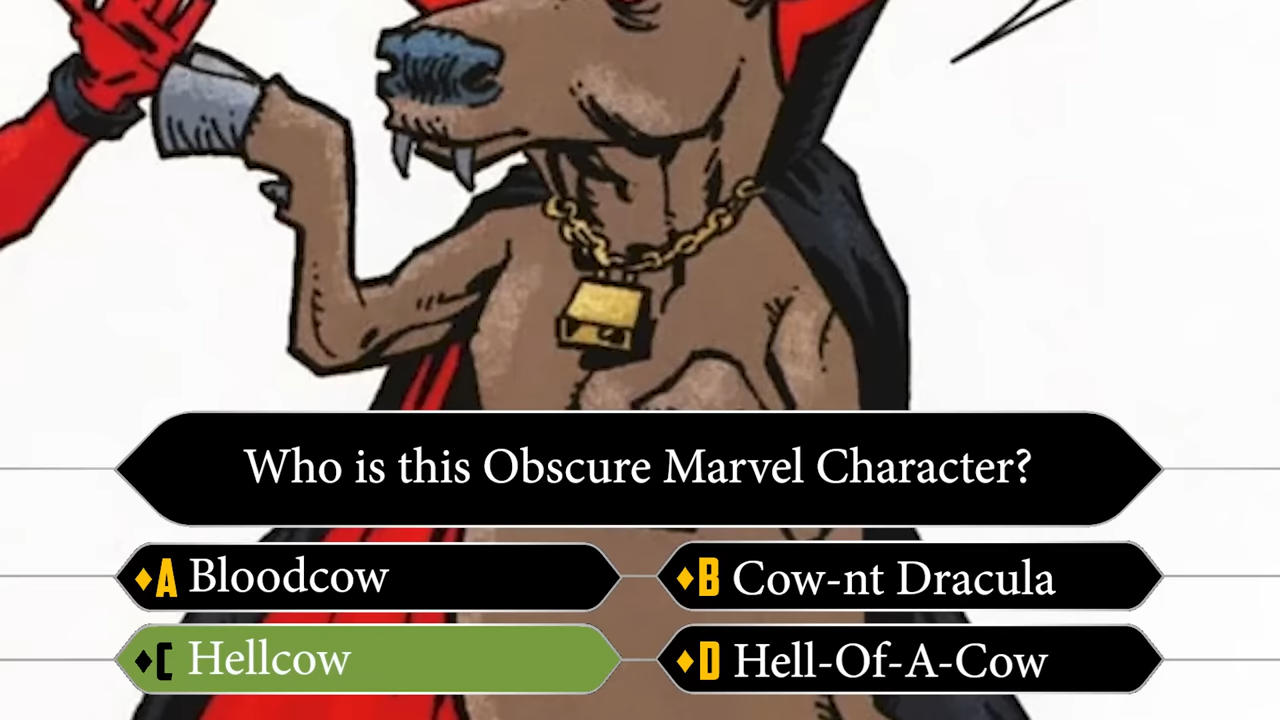 Who is this Obscure Marvel Character?
A Bloodcow
B Cow-nt Dracula
C Hellcow
D Hell-Of-A-Cow